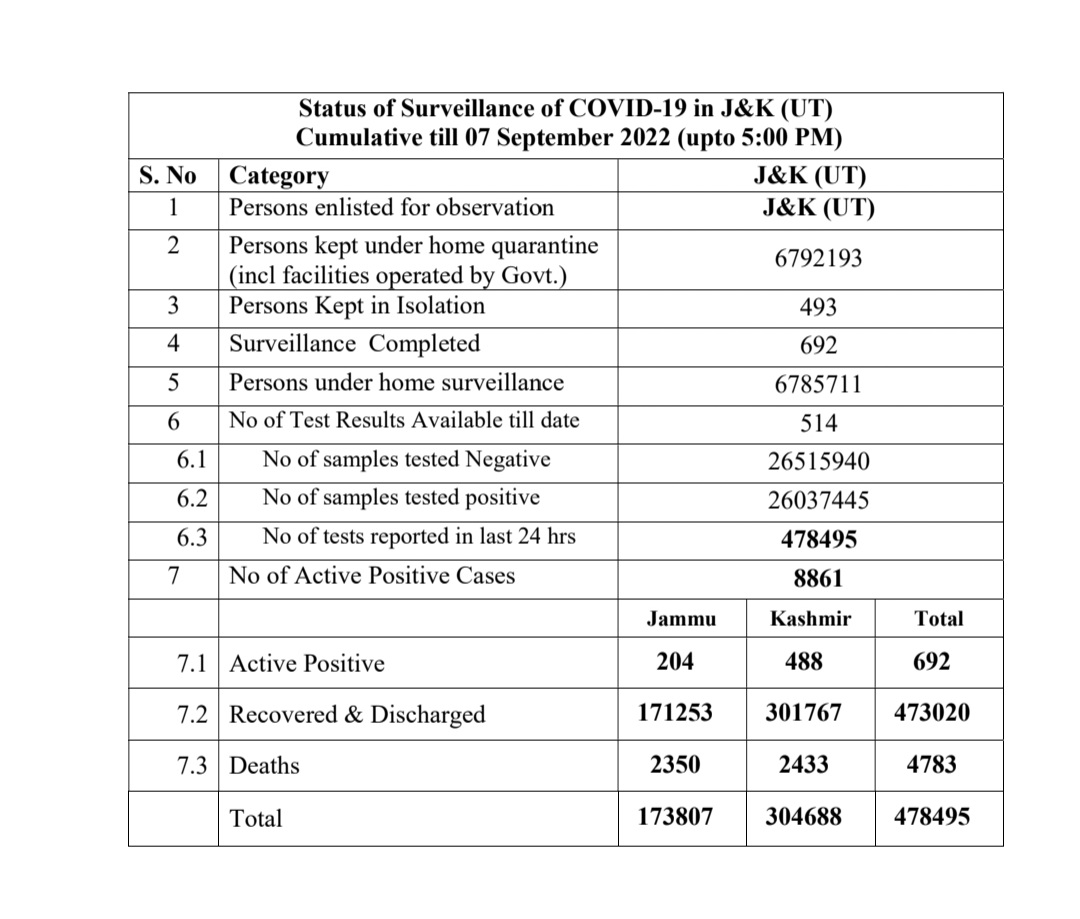 Status of Surveillance of COVID-19 in J&K (UT)
Cumulative till 07 September 2022 (upto 5:00 PM)
S. No Category J&K (UT)
1 Persons enlisted for observation J&K (UT)
2 Persons kept under home quarantine
(incl facilities operated by Govt.) 6792193
3 Persons Kept in Isolation 493
4 Surveillance Completed 692
5 Persons under home surveillance 6785711
6 No of Test Results Available till date 514
6.1 No of samples tested Negative 26515940
6.2 No of samples tested positive 26037445
6.3 No of tests reported in last 24 hrs 478495
7 No of Active Positive Cases 8861
Jammu Kashmir Total
7.1 Active Positive 204 488 692
7.2 Recovered & Discharged 171253 301767 473020
7.3 Deaths 2350 2433 4783
Total 173807 304688 478495